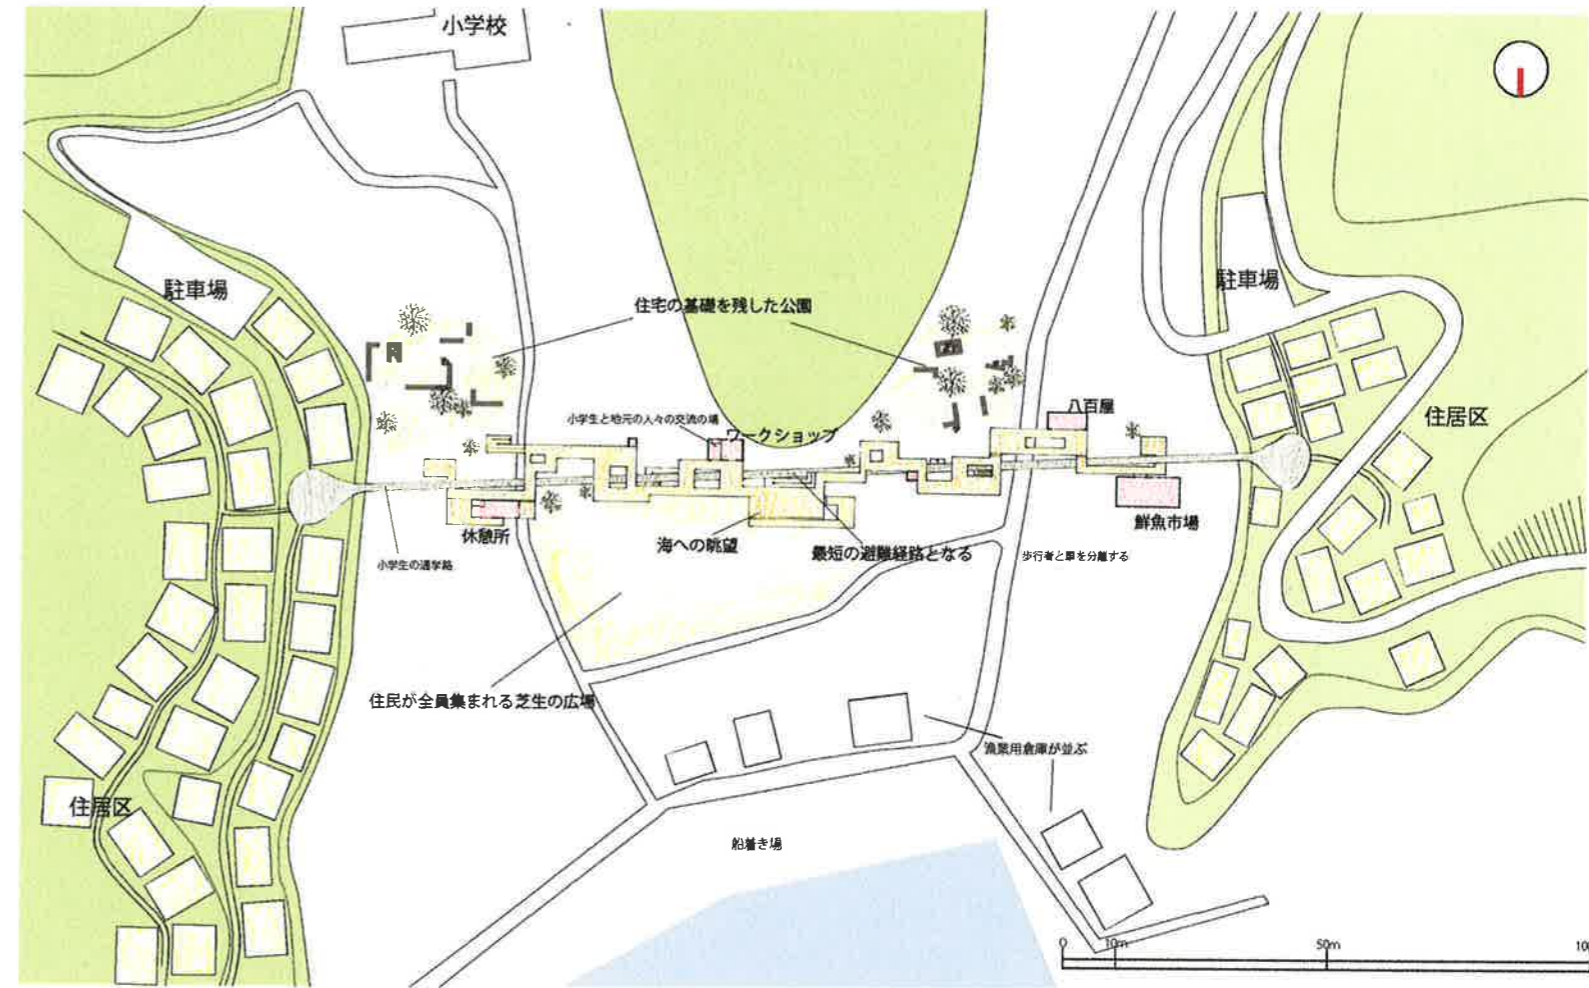 小学校
駐車場
住宅の基礎を残した公園
駐車場
小学生と地元の人々の交流の場
ワークショップ
八百屋
住居区
休憩所
海への眺望
最短の避難経路となる
鮮魚市場
歩行者と車を分離する
小学生の通学路
住民が全員集まれる芝生の広場
漁業用倉庫が並ぶ
住居区
船着き場
0 10m 50m 10